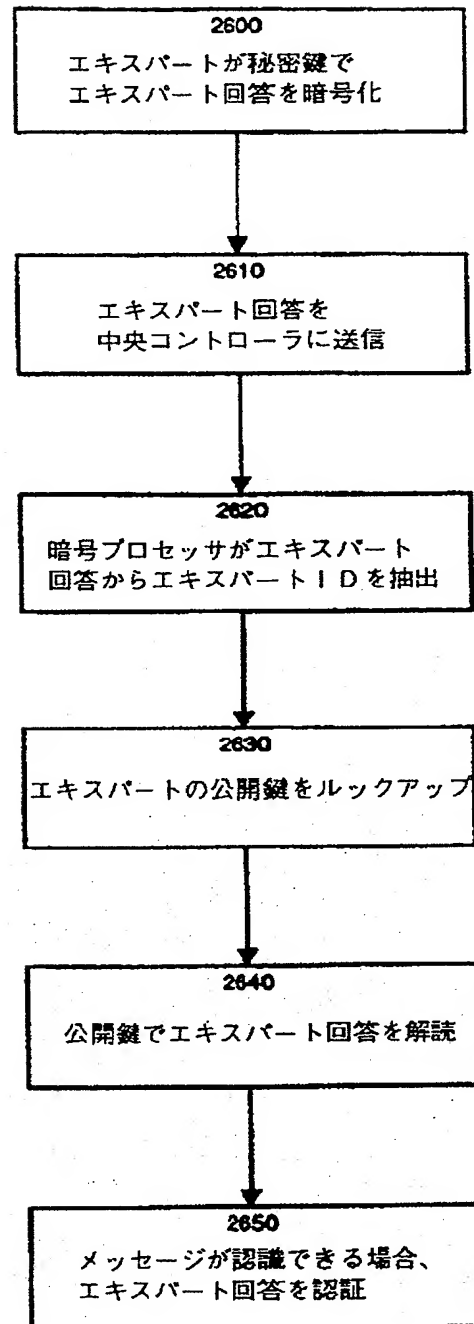 2600
エキスパートが秘密鍵で
エキスパート回答を暗号化
2610
エキスパート回答を
中央コントローラに送信
2620
暗号プロセッサがエキスパート
回答からエキスパートIDを抽出
2630
エキスパートの公開鍵をルックアップ
2640
公開鍵でエキスパート回答を解読
2650
メッセージが認識できる場合、
エキスパート回答を認証